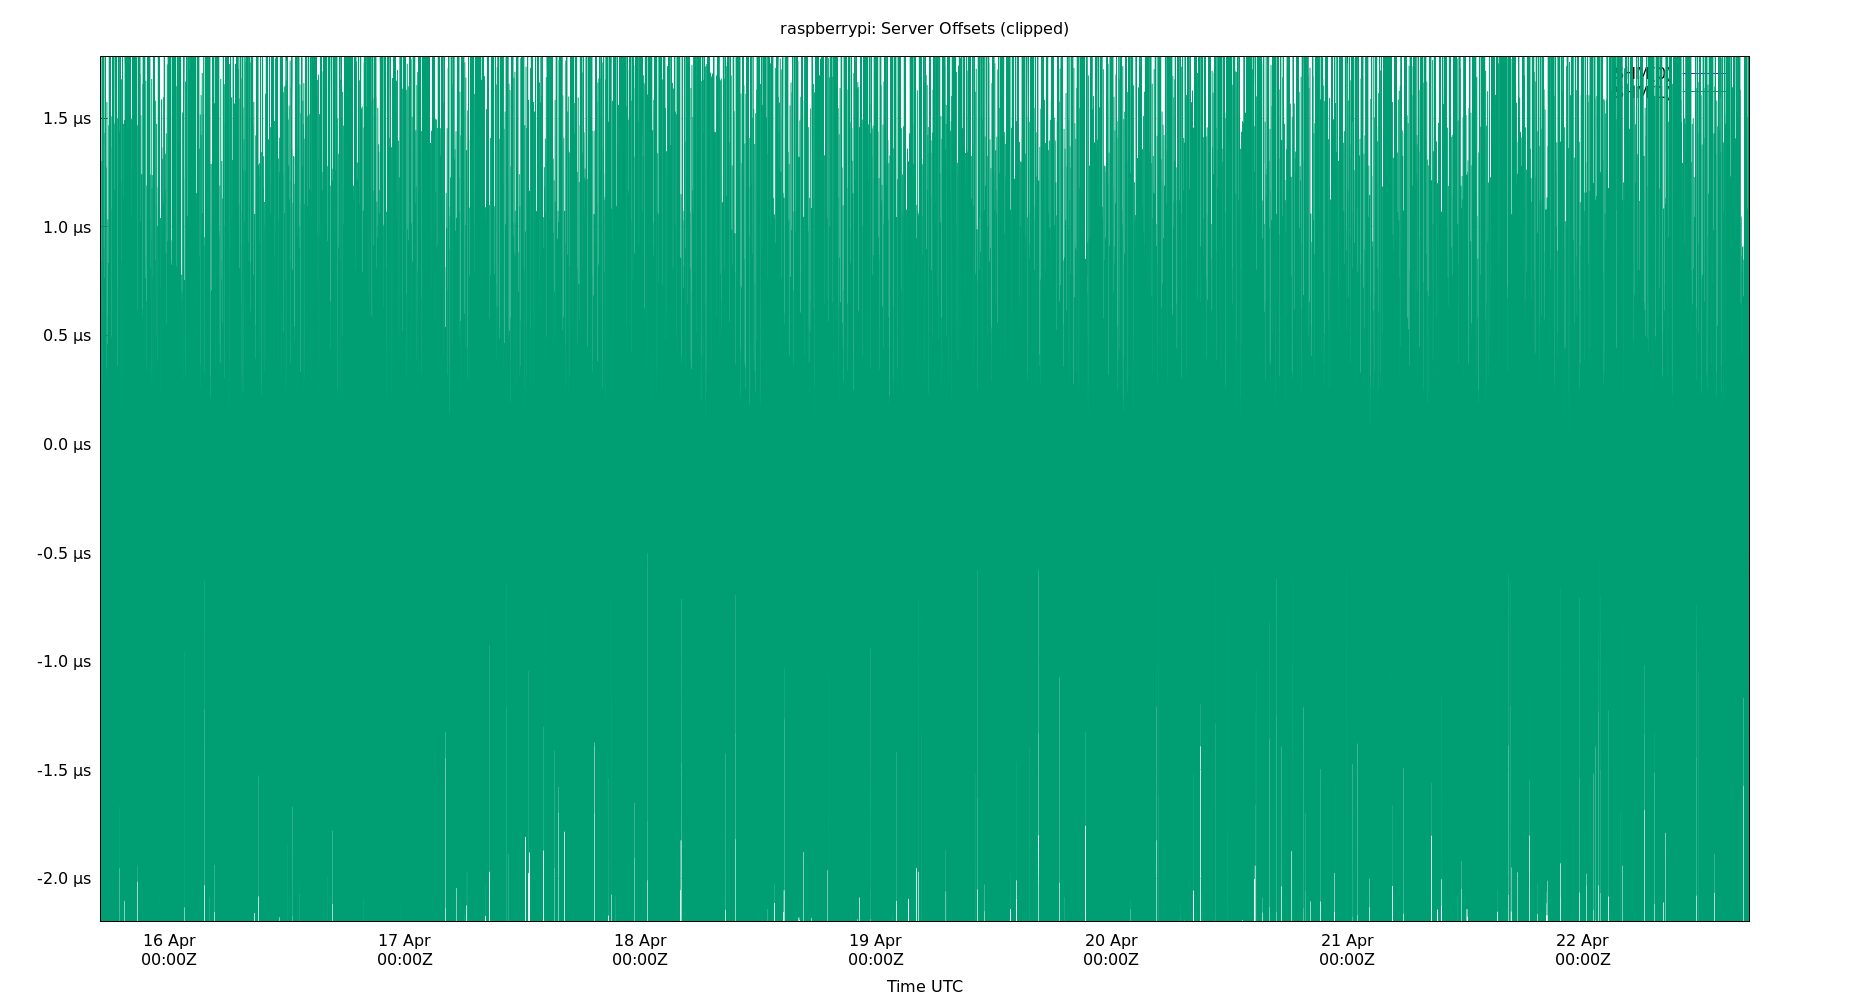 raspberrypi: Server Offsets (clipped)
1.5 µs
1.0 µs
0.5 µs
0.0 µs
-0.5 µs
-1.0 µs
-1.5 µs
-2.0 µs
16 Apr 17 Apr 18 Apr 19 Apr 20 Apr 21 Apr 22 Apr
00:00Z 00:00Z 00:00Z 00:00Z 00:00Z 00:00Z 00:00Z
Time UTC